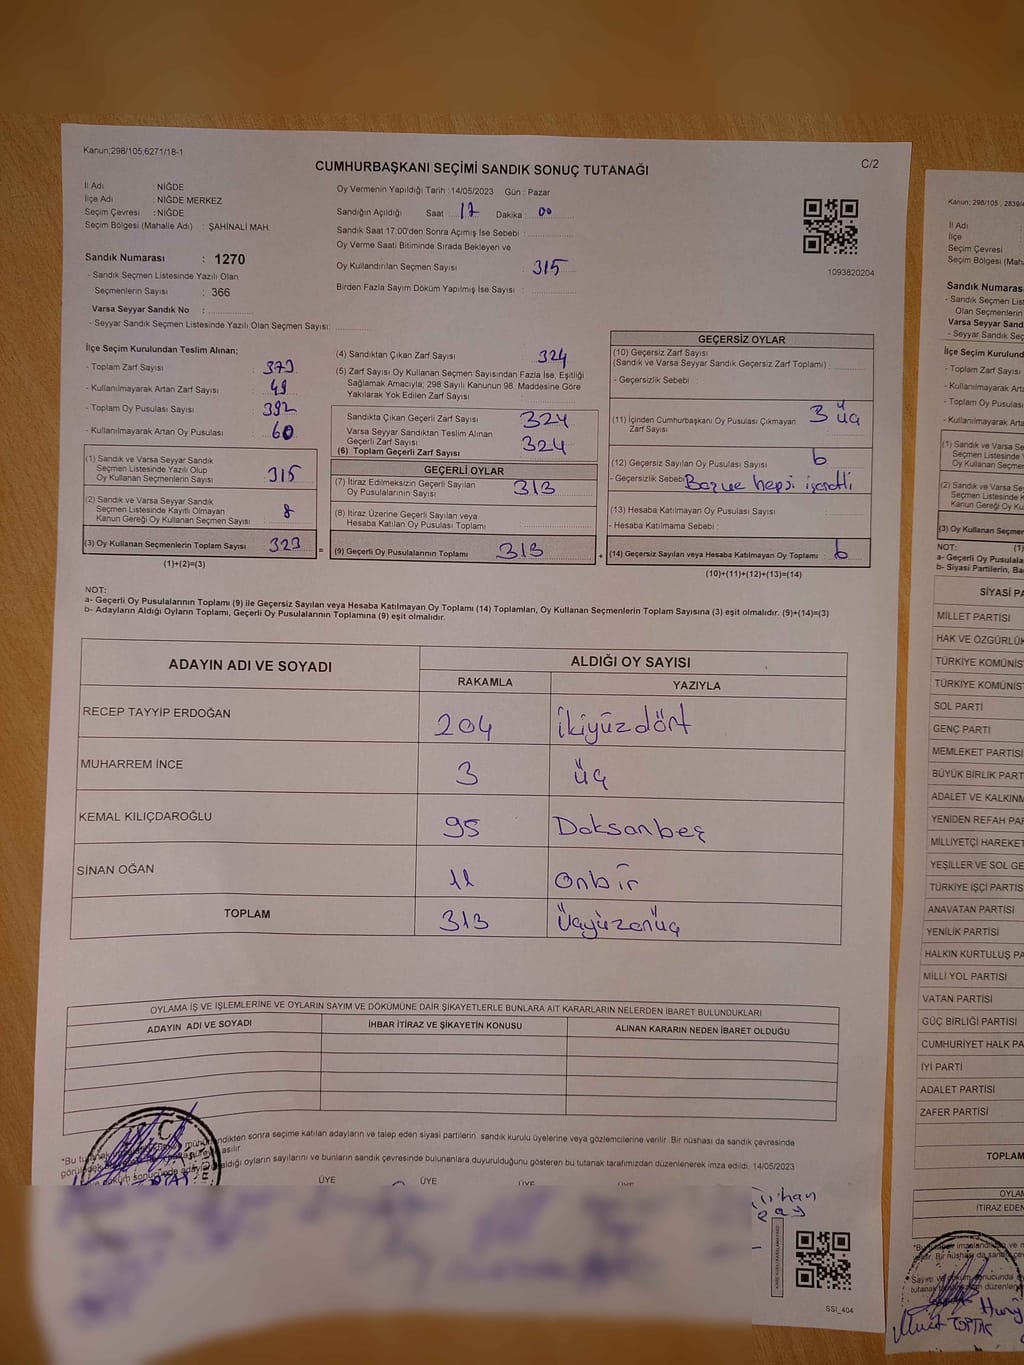 Kanun;298/105;6271/18-1
CUMHURBAŞKANI SEÇİMİ SANDIK SONUÇ TUTANAĞI
C/2
İl Adı : NİĞDE
İlçe Adı : NİĞDE MERKEZ
Seçim Çevresi : NİĞDE
Seçim Bölgesi (Mahalle Adı) : ŞAHİNALİ MAH.
Sandık Numarası : 1270
- Sandık Seçmen Listesinde Yazılı Olan
Seçmenlerin Sayısı : 366
Varsa Seyyar Sandık No :
- Seyyar Sandık Seçmen Listesinde Yazılı Olan Seçmen Sayısı:
Oy Vermenin Yapıldığı Tarih : 14/05/2023 Gün : Pazar
Sandığın Açıldığı Saat : 17 Dakika : 00
Sandık Saat 17:00'den Sonra Açımış İse Sebebi :
Oy Verme Saati Bitiminde Sırada Bekleyen ve
Oy Kullandırılan Seçmen Sayısı : 315
Birden Fazla Sayım Döküm Yapılmış İse Sayısı :
1093820204
İlçe Seçim Kurulundan Teslim Alınan;
- Toplam Zarf Sayısı : 373
- Kullanılmayarak Artan Zarf Sayısı : 49
- Toplam Oy Pusulası Sayısı : 392
- Kullanılmayarak Artan Oy Pusulası : 60
(1) Sandık ve Varsa Seyyar Sandık
Seçmen Listesinde Yazılı Olup
Oy Kullanan Seçmenlerin Sayısı : 315
(2) Sandık ve Varsa Seyyar Sandık
Seçmen Listesinde Kayıtlı Olmayan
Kanun Gereği Oy Kullanan Seçmen Sayısı : 8
(3) Oy Kullanan Seçmenlerin Toplam Sayısı : 323
(1)+(2)=(3)
(4) Sandıktan Çıkan Zarf Sayısı : 324
(5) Zarf Sayısı Oy Kullanan Seçmen Sayısından Fazla İse, Eşitliği
Sağlamak Amacıyla; 298 Sayılı Kanunun 98. Maddesine Göre
Yakılarak Yok Edilen Zarf Sayısı :
Sandıkta Çıkan Geçerli Zarf Sayısı : 324
Varsa Seyyar Sandıktan Teslim Alınan
Geçerli Zarf Sayısı : 324
(6) Toplam Geçerli Zarf Sayısı
GEÇERLİ OYLAR
(7) İtiraz Edilmeksizin Geçerli Sayılan
Oy Pusulalarının Sayısı : 313
(8) İtiraz Üzerine Geçerli Sayılan veya
Hesaba Katılan Oy Pusulası Toplamı :
(9) Geçerli Oy Pusulalarının Toplamı : 313
GEÇERSİZ OYLAR
(10) Geçersiz Zarf Sayısı
(Sandık ve Varsa Seyyar Sandık Geçersiz Zarf Toplamı) :
- Geçersizlik Sebebi :
(11) İçinden Cumhurbaşkanı Oy Pusulası Çıkmayan
Zarf Sayısı : 3 üç
(12) Geçersiz Sayılan Oy Pusulası Sayısı : 6
- Geçersizlik Sebebi : hepsi
(13) Hesaba Katılmayan Oy Pusulası Sayısı :
- Hesaba Katılmama Sebebi :
(14) Geçersiz Sayılan veya Hesaba Katılmayan Oy Toplamı : 6
(10)+(11)+(12)+(13)=(14)
NOT:
a- Geçerli Oy Pusulalarının Toplamı (9) ile Geçersiz Sayılan veya Hesaba Katılmayan Oy Toplamı (14) Toplamları, Oy Kullanan Seçmenlerin Toplam Sayısına (3) eşit olmalıdır. (9)+(14)=(3)
b- Adayların Aldığı Oyların Toplamı, Geçerli Oy Pusulalarının Toplamına (9) eşit olmalıdır.
ADAYIN ADI VE SOYADI ALDIĞI OY SAYISI
RAKAMLA YAZIYLA
RECEP TAYYİP ERDOĞAN 204 İkiyüzdört
MUHARREM İNCE 3 üç
KEMAL KILIÇDAROĞLU 95 Doksanbeş
SİNAN OĞAN 11 Onbir
TOPLAM 313 Üçyüzonüç
OYLAMA İŞ VE İŞLEMLERİNE VE OYLARIN SAYIM VE DÖKÜMÜNE DAİR ŞİKAYETLERLE BUNLARA AİT KARARLARIN NELERDEN İBARET BULUNDUKLARI
ADAYIN ADI VE SOYADI İHBAR İTİRAZ VE ŞİKAYETİN KONUSU ALINAN KARARIN NEDEN İBARET OLDUĞU
sonra seçime katılan adayların ve talep eden siyasi partilerin sandık kurulu üyelerine veya gözlemcilerine verilir. Bir nüshası da sandık çevresinde
aldığı oyların sayılarını ve bunların sandık çevresinde bulunanlara duyurulduğunu gösteren bu tutanak tarafımızdan düzenlenerek imza edildi. 14/05/2023
ÜYE ÜYE
SSİ_404
Kanun; 298/105
İl Adı
İlçe
Seçim Çevresi
Seçim Bölgesi
Sandık Numaras
- Sandık Seçmen List
Olan Seçmenlerin
Varsa Seyyar Sandık
- Seyyar Sandık
İlçe Seçim Kurulund
- Toplam Zarf Sayısı
- Kullanılmayarak Arta
- Toplam Oy Pusulası
- Kullanılmayarak Arta
(1) Sandık ve Varsa
Seçmen Listesind
Oy Kullanan Seçm
(2) Sandık ve Varsa
Seçmen Listesinde
Kanun Gereği Oy
(3) Oy Kullanan Seçm
NOT:
a- Geçerli Oy Pusulala
b- Siyasi Partilerin, Ba
SİYASİ PA
MİLLET PARTİSİ
HAK VE ÖZGÜRLÜK
TÜRKİYE KOMÜNİS
TÜRKİYE KOMÜNİST
SOL PARTİ
GENÇ PARTİ
MEMLEKET PARTİSİ
BÜYÜK BİRLİK PART
ADALET VE KALKINM
YENİDEN REFAH PAR
MİLLİYETÇİ HAREKET
YEŞİLLER VE SOL GE
TÜRKİYE İŞÇİ PARTİS
ANAVATAN PARTİSİ
YENİLİK PARTİSİ
HALKIN KURTULUŞ PA
MİLLİ YOL PARTİSİ
VATAN PARTİSİ
GÜÇ BİRLİĞİ PARTİSİ
CUMHURİYET HALK PA
İYİ PARTİ
ADALET PARTİSİ
ZAFER PARTİSİ
TOPLAM
OYLAM
İTİRAZ EDEN